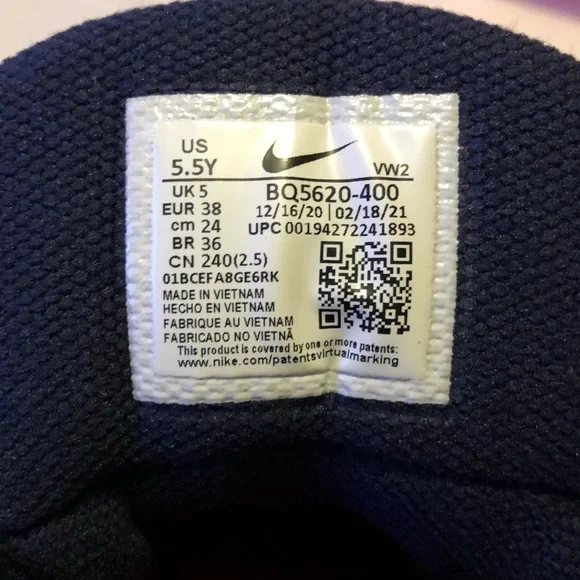 US
5.5Y
VW2
UK 5
BQ5620-400
EUR 38
12/16/20 | 02/18/21
cm 24
UPC 00194272241893
BR 36
CN 240(2.5)
01BCEFA8GE6RK
MADE IN VIETNAM
HECHO EN VIETNAM
FABRIQUE AU VIETNAM
FABRICADO NO VIETNÃ
This product is covered by one or more patents:
www.nike.com/patentsvirtualmarking